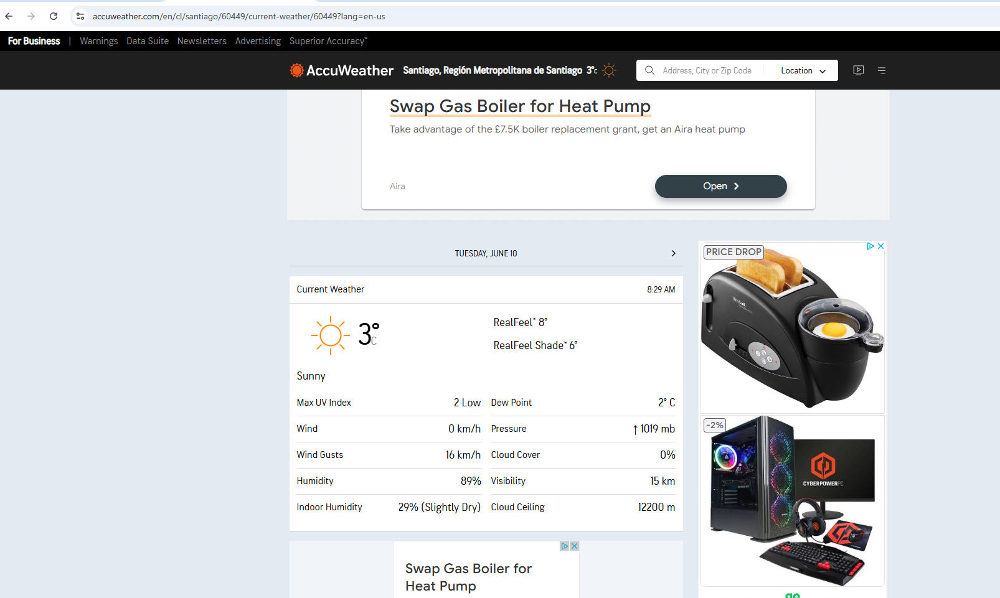 accuweather.com/en/cl/santiago/60449/current-weather/60449?lang=en-us
For Business | Warnings Data Suite Newsletters Advertising Superior Accuracy™
AccuWeather Santiago, Región Metropolitana de Santiago 3°C Address, City or Zip Code Location
Swap Gas Boiler for Heat Pump
Take advantage of the £7.5K boiler replacement grant, get an Aira heat pump
Aira Open
TUESDAY, JUNE 10
Current Weather 8:29 AM
3°C
RealFeel® 8°
RealFeel Shade™ 6°
Sunny
Max UV Index 2 Low
Wind 0 km/h
Wind Gusts 16 km/h
Humidity 89%
Indoor Humidity 29% (Slightly Dry)
Dew Point 2° C
Pressure ↑ 1019 mb
Cloud Cover 0%
Visibility 15 km
Cloud Ceiling 12200 m
Swap Gas Boiler for
Heat Pump
PRICE DROP
Tefal
-2%
CYBERPOWERPC